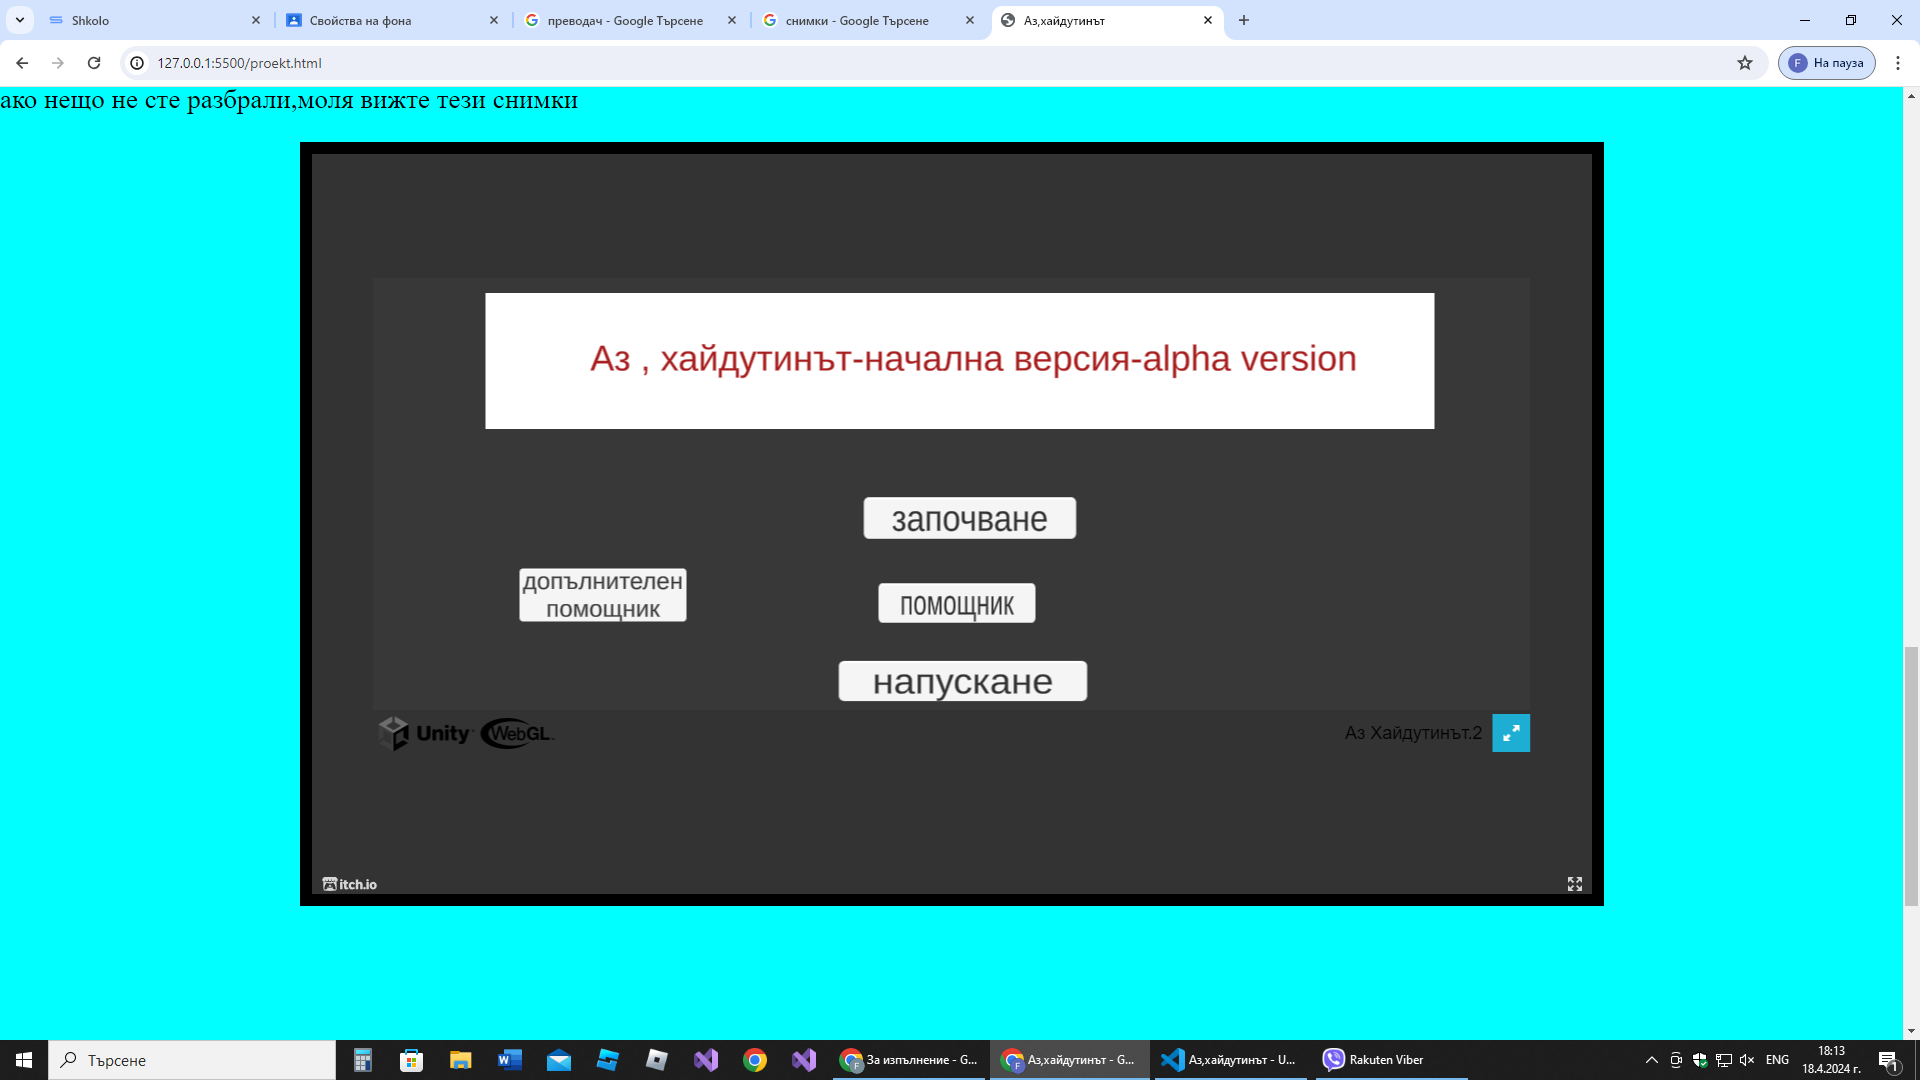 Shkolo
Свойства на фона
преводач - Google Търсене
снимки - Google Търсене
Аз,хайдутинът
127.0.0.1:5500/proekt.html
F
На пауза
ако нещо не сте разбрали,моля вижте тези снимки
Аз , хайдутинът-начална версия-alpha version
започване
допълнителен
помощник
помощник
напускане
Unity
WebGL
Аз Хайдутинът.2
itch.io
Търсене
За изпълнение - G...
Аз,хайдутинът - G...
Аз,хайдутинът - U...
Rakuten Viber
ENG
18:13
18.4.2024 г.
1